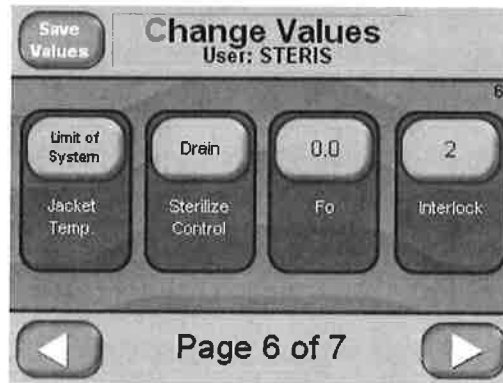 Save
Values
Change Values
User: STERIS
6
Limit of
System
Drain
0.0
2
Jacket
Temp.
Sterilize
Control
Fo
Interlock
Page 6 of 7